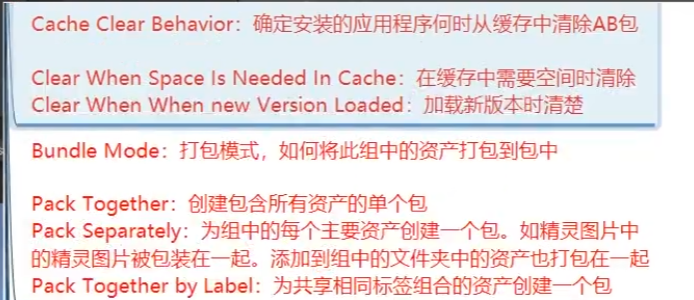 Cache Clear Behavior：确定安装的应用程序何时从缓存中清除AB包
Clear When Space Is Needed In Cache：在缓存中需要空间时清除
Clear When When new Version Loaded：加载新版本时清楚
Bundle Mode：打包模式，如何将此组中的资产打包到包中
Pack Together：创建包含所有资产的单个包
Pack Separately：为组中的每个主要资产创建一个包。如精灵图片中
的精灵图片被包装在一起。添加到组中的文件夹中的资产也打包在一起
Pack Together by Label：为共享相同标签组合的资产创建一个包